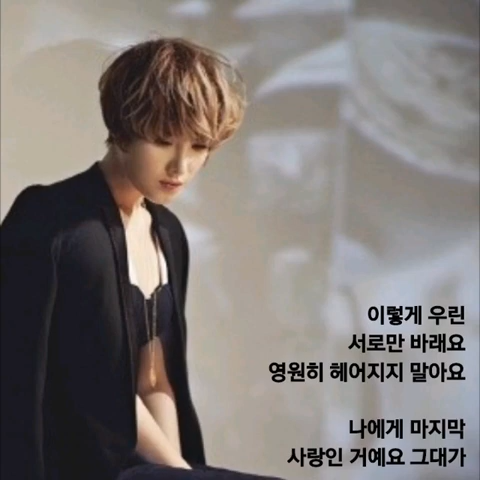 이렇게 우린
서로만 바래요
영원히 헤어지지 말아요
나에게 마지막
사랑인 거예요 그대가